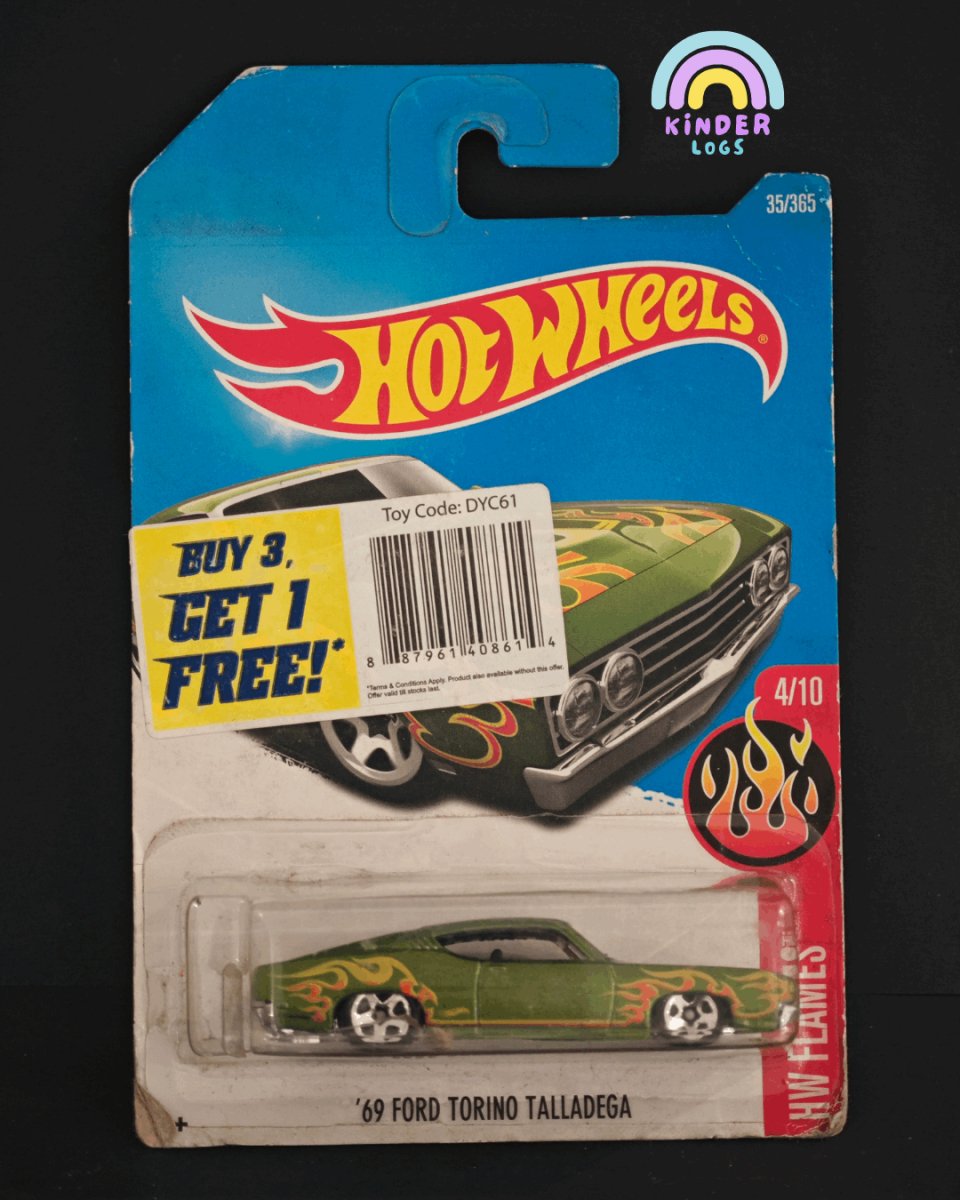 KiNDER
LOGS
35/365
HOT WHEELS®
Toy Code: DYC61
BUY 3,
GET 1
FREE!*
8 87961 40861 4
*Terms & Conditions Apply. Product also available without this offer.
Offer valid till stocks last.
4/10
HW FLAMES
'69 FORD TORINO TALLADEGA